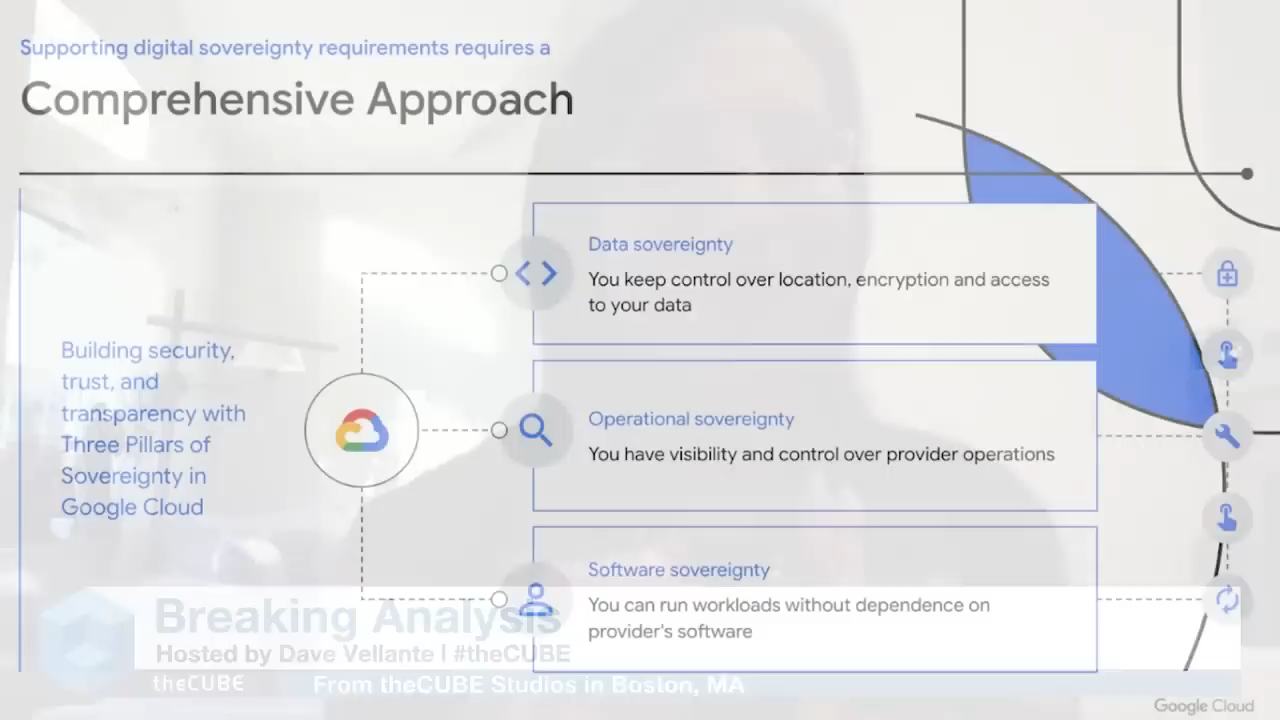 Supporting digital sovereignty requirements requires a
Comprehensive Approach
Building security,
trust, and
transparency with
Three Pillars of
Sovereignty in
Google Cloud
Data sovereignty
You keep control over location, encryption and access
to your data
Operational sovereignty
You have visibility and control over provider operations
Software sovereignty
You can run workloads without dependence on
provider's software
Breaking Analysis
Hosted by Dave Vellante | #theCUBE
theCUBE
From theCUBE Studios in Boston, MA
Google Cloud